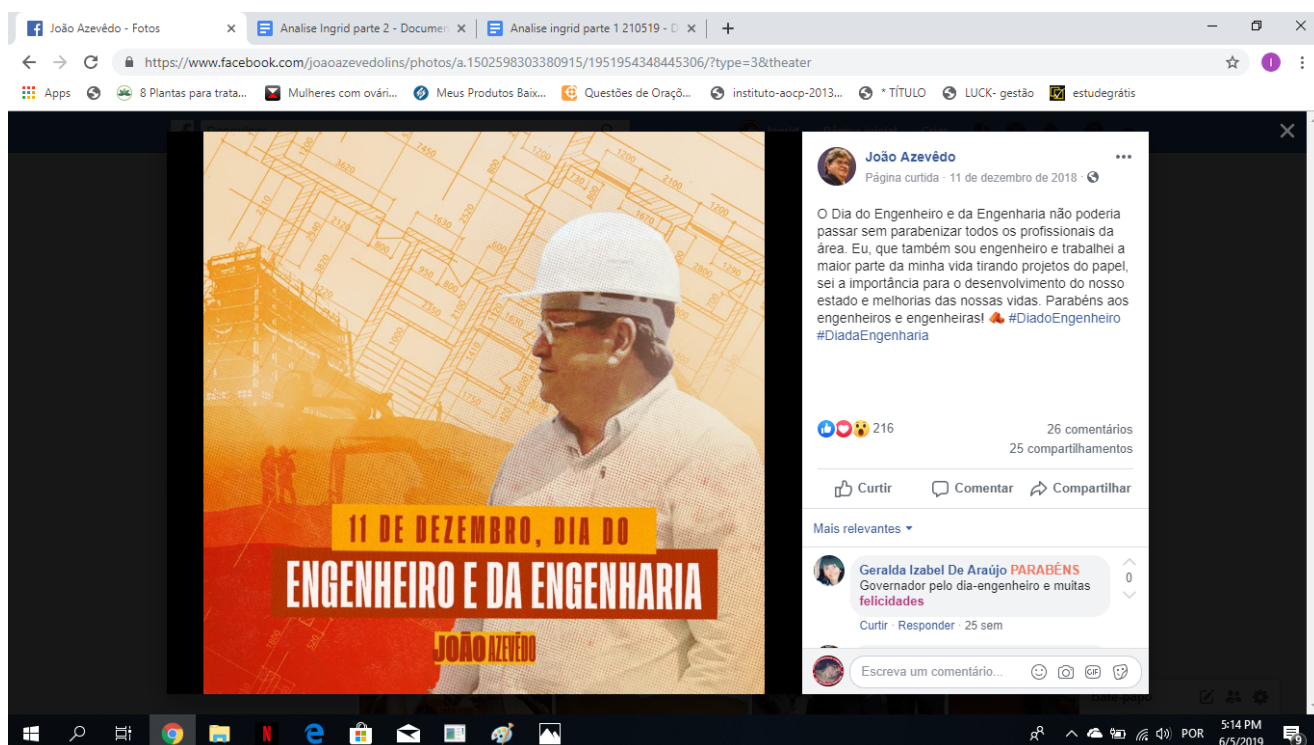 João Azevêdo - Fotos
Analise Ingrid parte 2 - Documen
Analise ingrid parte 1 210519 - D
https://www.facebook.com/joaoazevedolins/photos/a.1502598303380915/1951954348445306/?type=3&theater
I
Apps
8 Plantas para trata...
Mulheres com ovári...
Meus Produtos Baix...
Questões de Oraçõ...
instituto-aocp-2013...
* TÍTULO
LUCK- gestão
estudegrátis
11 DE DEZEMBRO, DIA DO
ENGENHEIRO E DA ENGENHARIA
JOÃO AZEVÊDO
João Azevêdo
Página curtida · 11 de dezembro de 2018 ·
O Dia do Engenheiro e da Engenharia não poderia
passar sem parabenizar todos os profissionais da
área. Eu, que também sou engenheiro e trabalhei a
maior parte da minha vida tirando projetos do papel,
sei a importância para o desenvolvimento do nosso
estado e melhorias das nossas vidas. Parabéns aos
engenheiros e engenheiras! #DiadoEngenheiro
#DiadaEngenharia
216
26 comentários
25 compartilhamentos
Curtir
Comentar
Compartilhar
Mais relevantes
Geralda Izabel De Araújo PARABÉNS
Governador pelo dia-engenheiro e muitas
felicidades
0
Curtir · Responder · 25 sem
Escreva um comentário...
GIF
Bate-papo
POR
5:14 PM
6/5/2019
9